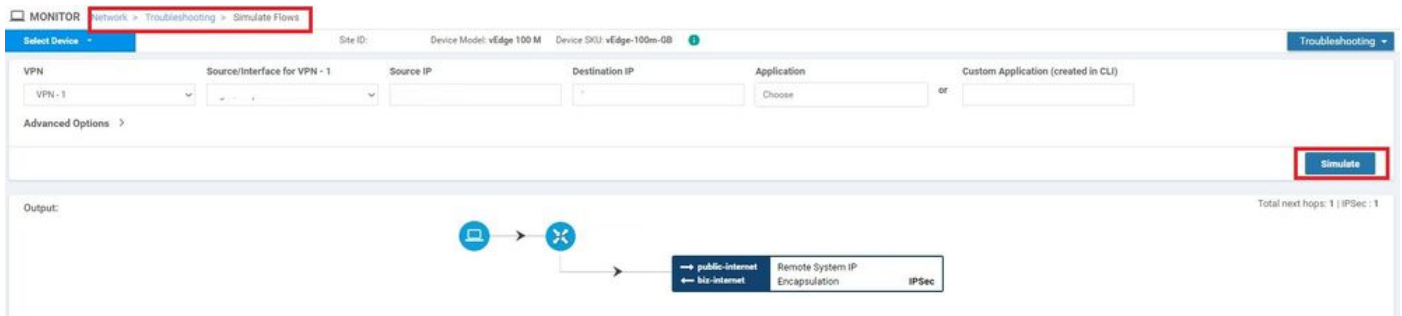 MONITOR Network > Troubleshooting > Simulate Flows
Select Device Site ID: Device Model: vEdge 100 M Device SKU: vEdge-100m-GB Troubleshooting
VPN Source/Interface for VPN - 1 Source IP Destination IP Application Custom Application (created in CLI)
VPN - 1 Choose or
Advanced Options >
Simulate
Output: Total next hops: 1 | IPSec : 1
public-internet Remote System IP
biz-internet Encapsulation IPSec